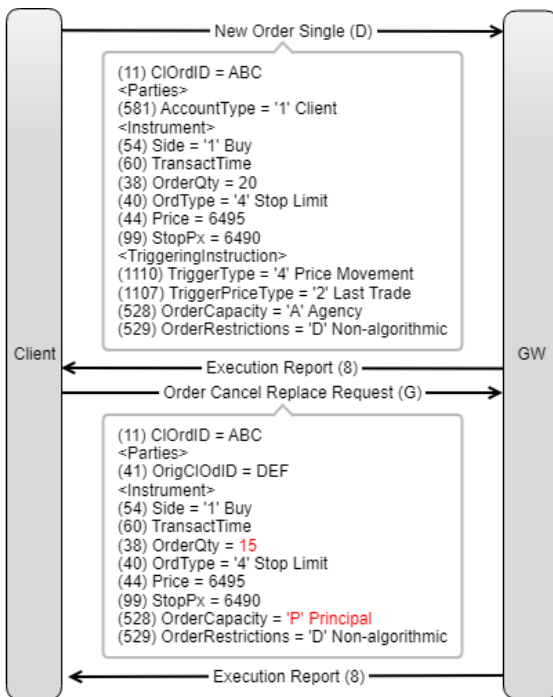 New Order Single (D)
(11) ClOrdID = ABC
<Parties>
(581) AccountType = '1' Client
<Instrument>
(54) Side = '1' Buy
(60) TransactTime
(38) OrderQty = 20
(40) OrdType = '4' Stop Limit
(44) Price = 6495
(99) StopPx = 6490
<TriggeringInstruction>
(1110) TriggerType = '4' Price Movement
(1107) TriggerPriceType = '2' Last Trade
(528) OrderCapacity = 'A' Agency
(529) OrderRestrictions = 'D' Non-algorithmic
Client
GW
Execution Report (8)
Order Cancel Replace Request (G)
(11) ClOrdID = ABC
<Parties>
(41) OrigClOdID = DEF
<Instrument>
(54) Side = '1' Buy
(60) TransactTime
(38) OrderQty = 15
(40) OrdType = '4' Stop Limit
(44) Price = 6495
(99) StopPx = 6490
(528) OrderCapacity = 'P' Principal
(529) OrderRestrictions = 'D' Non-algorithmic
Execution Report (8)